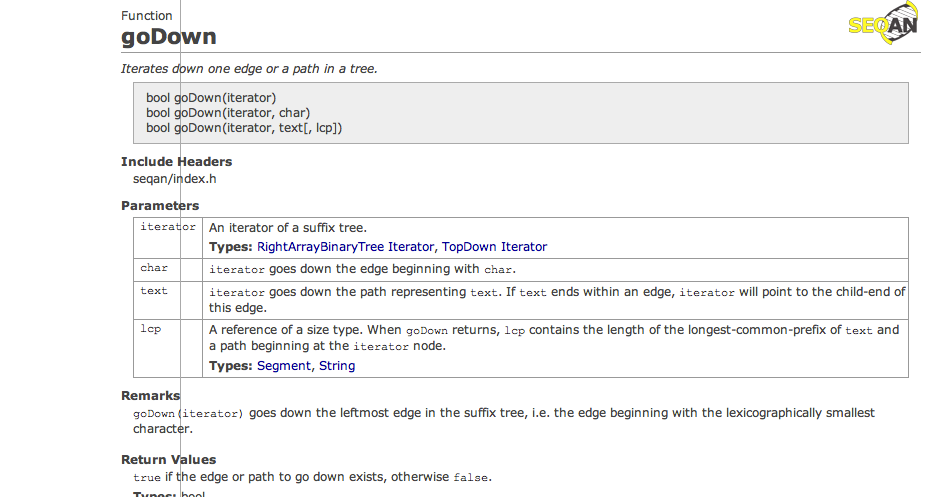 Function
SEQAN
goDown
Iterates down one edge or a path in a tree.
bool goDown(iterator)
bool goDown(iterator, char)
bool goDown(iterator, text[, lcp])
Include Headers
seqan/index.h
Parameters
iterator An iterator of a suffix tree.
Types: RightArrayBinaryTree Iterator, TopDown Iterator
char iterator goes down the edge beginning with char.
text iterator goes down the path representing text. If text ends within an edge, iterator will point to the child-end of
this edge.
lcp A reference of a size type. When goDown returns, lcp contains the length of the longest-common-prefix of text and
a path beginning at the iterator node.
Types: Segment, String
Remarks
goDown(iterator) goes down the leftmost edge in the suffix tree, i.e. the edge beginning with the lexicographically smallest
character.
Return Values
true if the edge or path to go down exists, otherwise false.
Types: bool